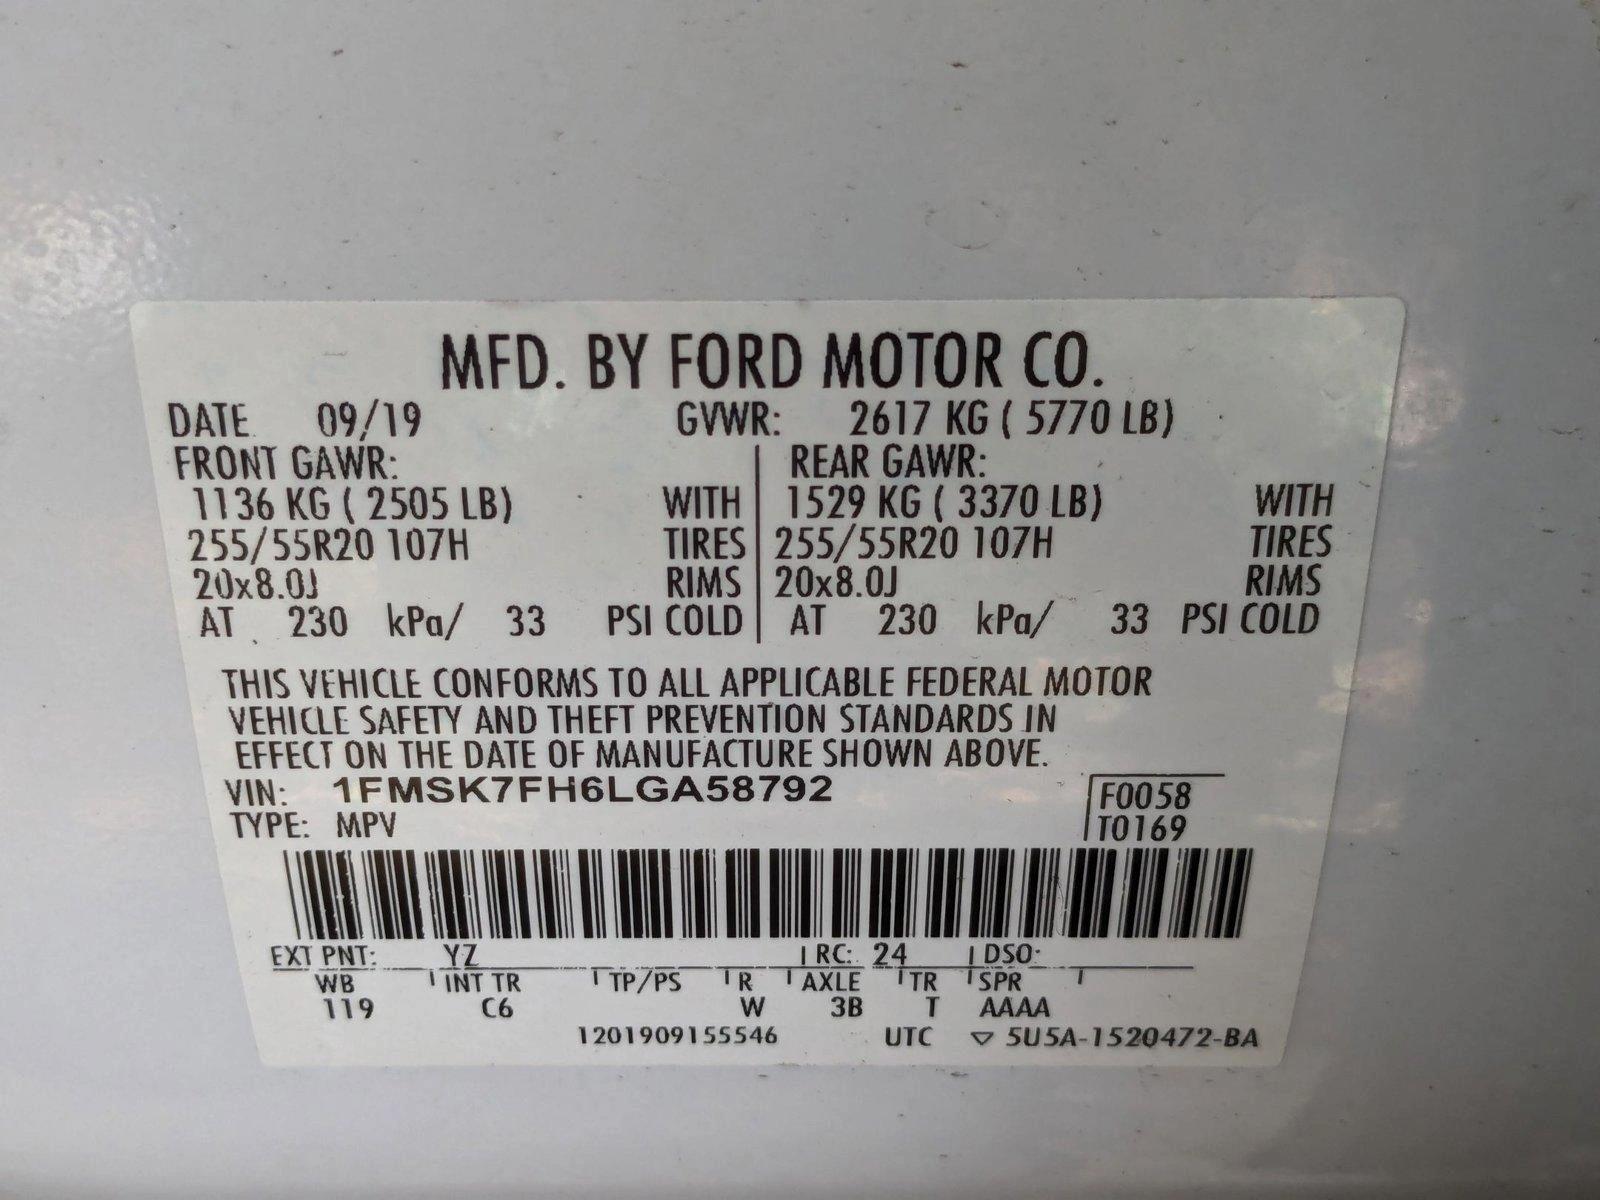 MFD. BY FORD MOTOR CO.
DATE 09/19 GVWR: 2617 KG ( 5770 LB)
FRONT GAWR: REAR GAWR:
1136 KG ( 2505 LB) WITH 1529 KG ( 3370 LB) WITH
255/55R20 107H TIRES 255/55R20 107H TIRES
20x8.0J RIMS 20x8.0J RIMS
AT 230 kPa/ 33 PSI COLD AT 230 kPa/ 33 PSI COLD
THIS VEHICLE CONFORMS TO ALL APPLICABLE FEDERAL MOTOR
VEHICLE SAFETY AND THEFT PREVENTION STANDARDS IN
EFFECT ON THE DATE OF MANUFACTURE SHOWN ABOVE.
VIN: 1FMSK7FH6LGA58792 F0058
TYPE: MPV T0169
EXT PNT: YZ RC: 24 DSO:
WB INT TR TP/PS R AXLE TR SPR
119 C6 W 3B T AAAA
1201909155546 UTC ▽ 5U5A-1520472-BA